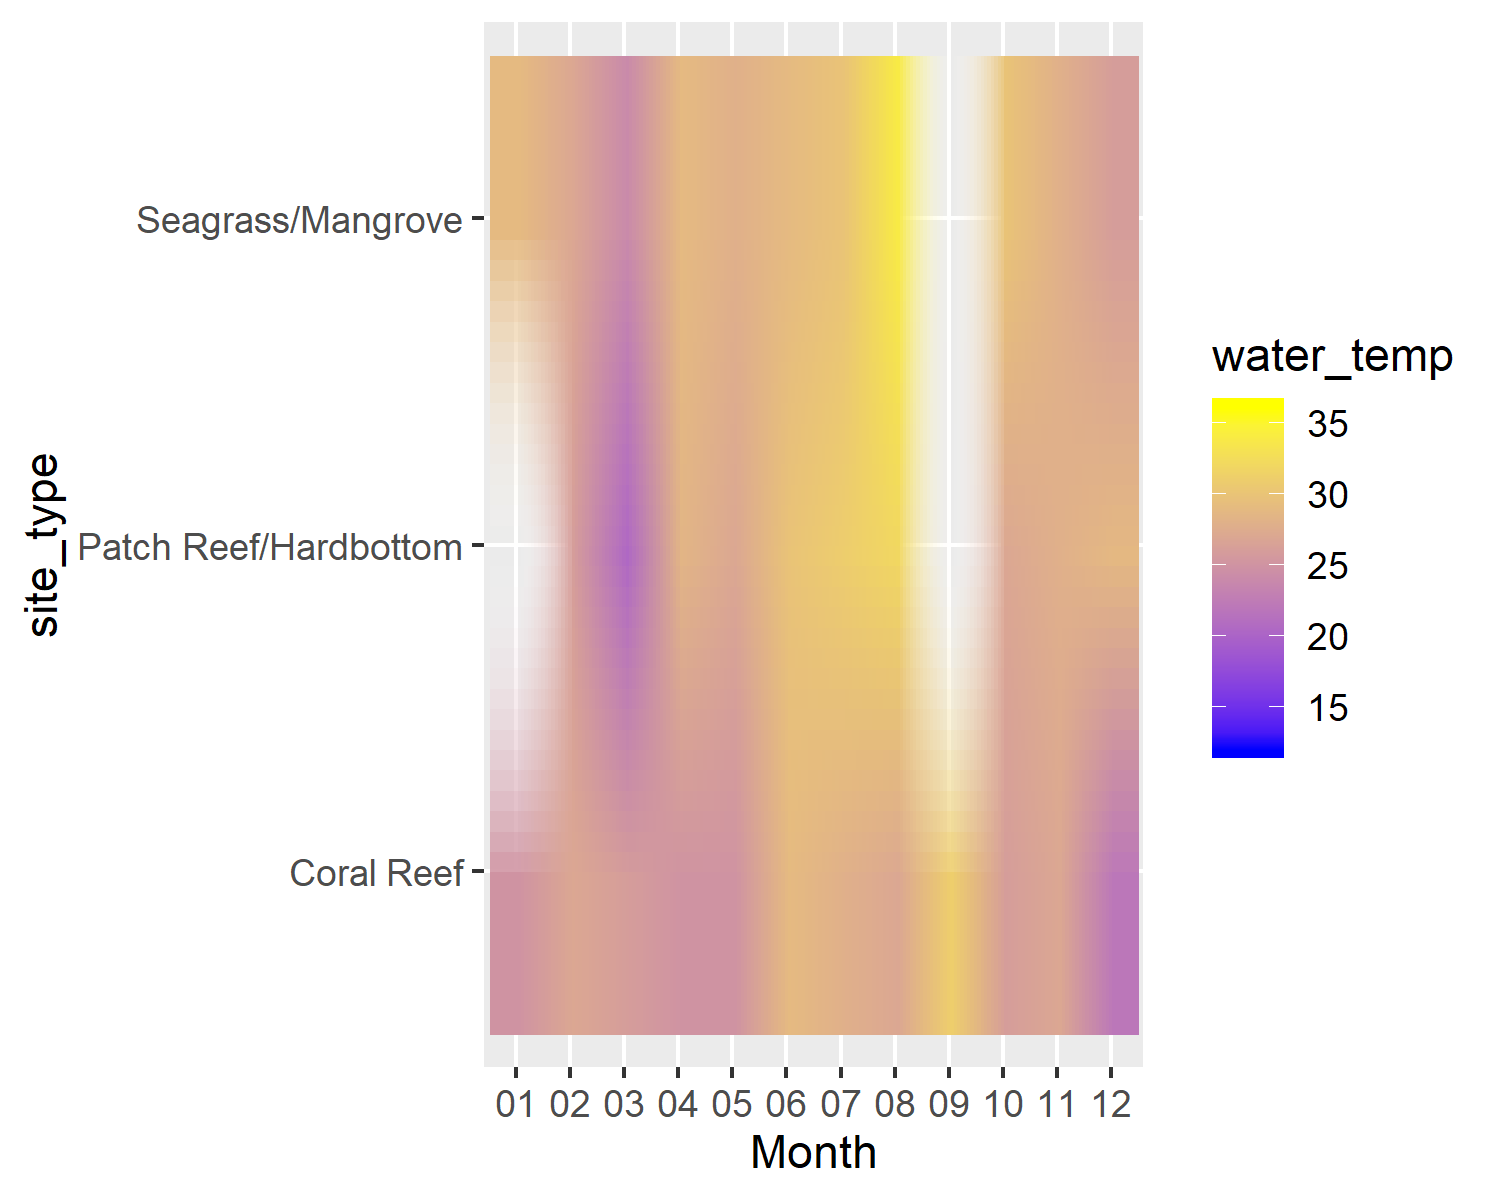 Seagrass/Mangrove
Patch Reef/Hardbottom
Coral Reef
site_type
01 02 03 04 05 06 07 08 09 10 11 12
Month
water_temp
35
30
25
20
15